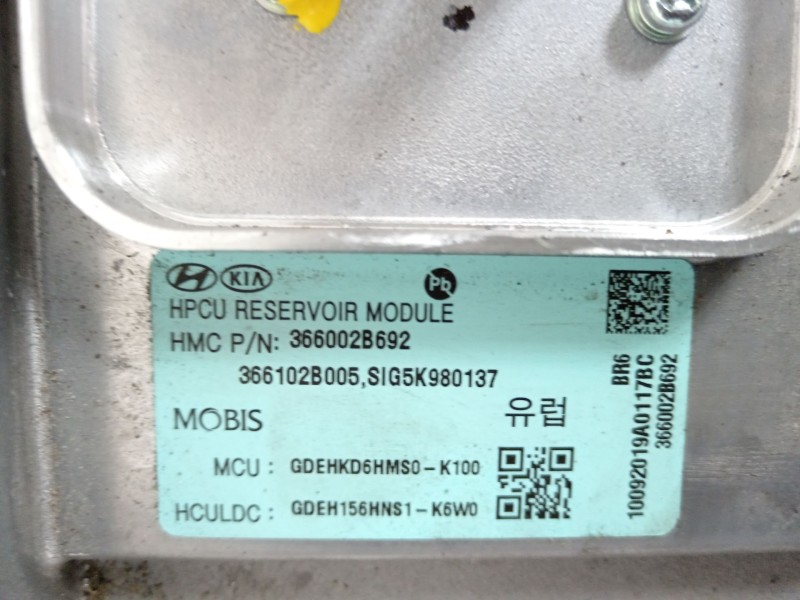 KIA
Pb
HPCU RESERVOIR MODULE
HMC P/N: 366002B692
366102B005,SIG5K980137
MOBIS
유럽
MCU : GDEHKD6HMS0-K100
HCULDC : GDEH156HNS1-K6W0
BR6
10092019A0117BC
366002B692